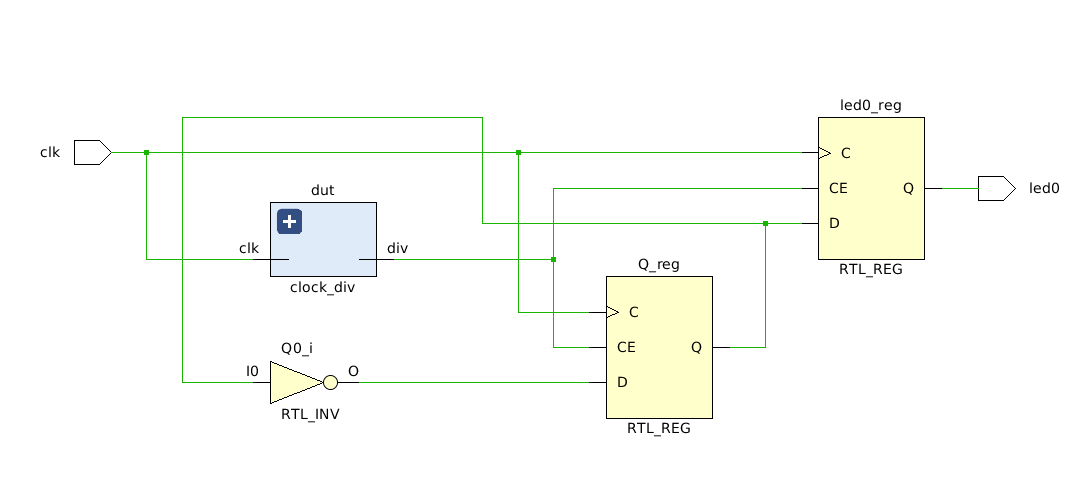 led0_reg
clk
C
dut
CE
Q
led0
D
clk
div
Q_reg
RTL_REG
clock_div
C
Q0_i
CE
Q
I0
O
D
RTL_INV
RTL_REG